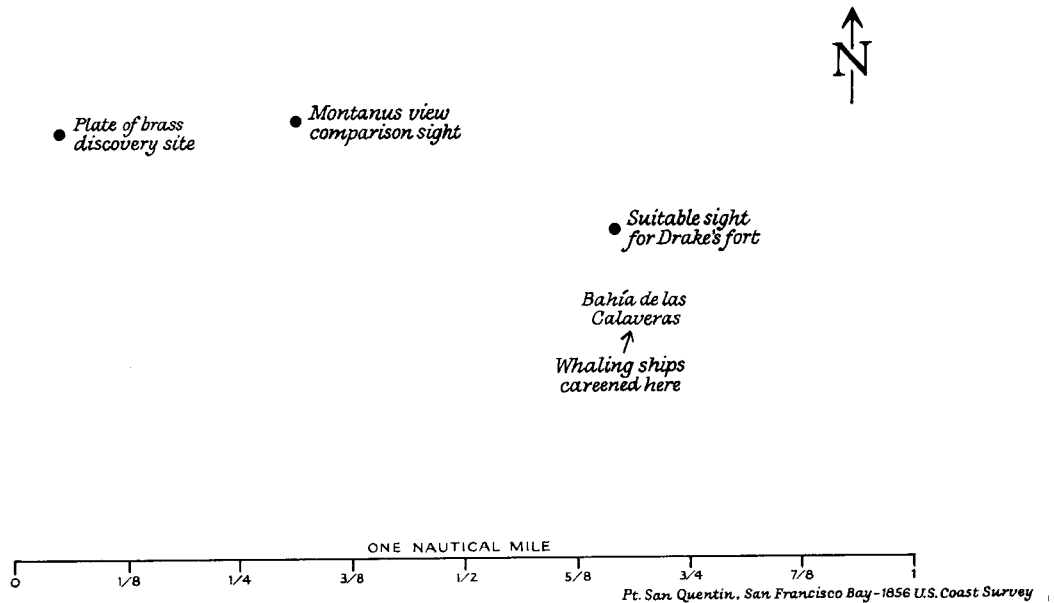 N
Plate of brass
discovery site
Montanus view
comparison sight
Suitable sight
for Drake's fort
Bahía de las
Calaveras
Whaling ships
careened here
ONE NAUTICAL MILE
0 1/8 1/4 3/8 1/2 5/8 3/4 7/8 1
Pt. San Quentin, San Francisco Bay-1856 U.S. Coast Survey